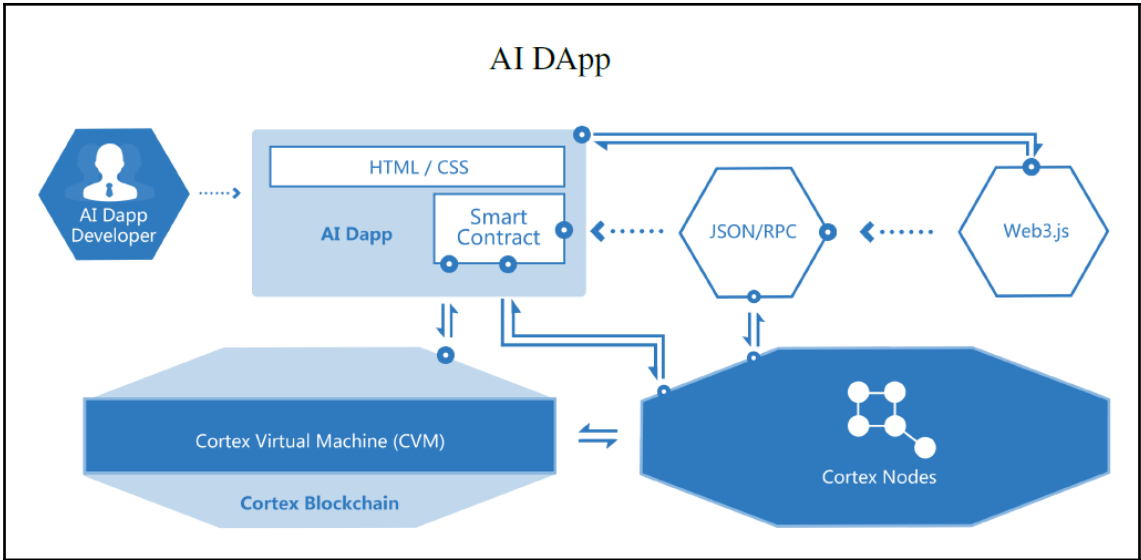 AI DApp
AI Dapp
Developer
HTML / CSS
AI Dapp
Smart
Contract
JSON/RPC
Web3.js
Cortex Virtual Machine (CVM)
Cortex Blockchain
Cortex Nodes